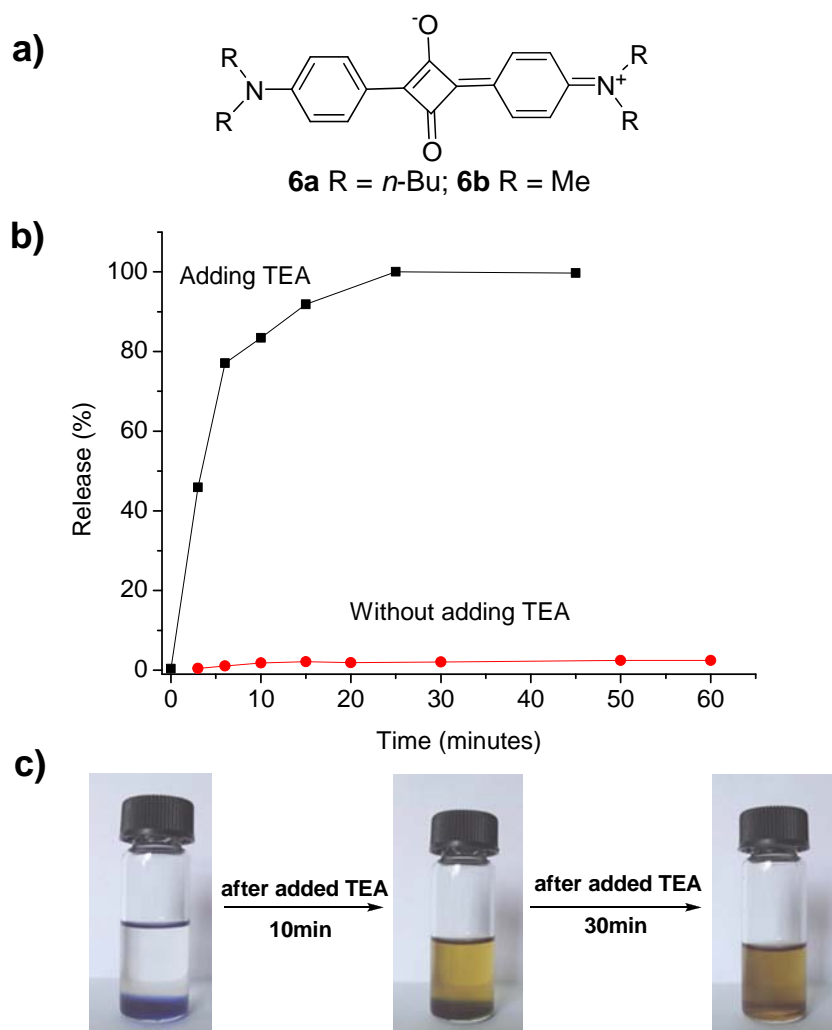 a)
-O
R
N
R
O
R
N+
R
6a R = n-Bu; 6b R = Me
b)
Adding TEA
Without adding TEA
Release (%)
100
80
60
40
20
0
0 10 20 30 40 50 60
Time (minutes)
c)
after added TEA
10min
after added TEA
30min